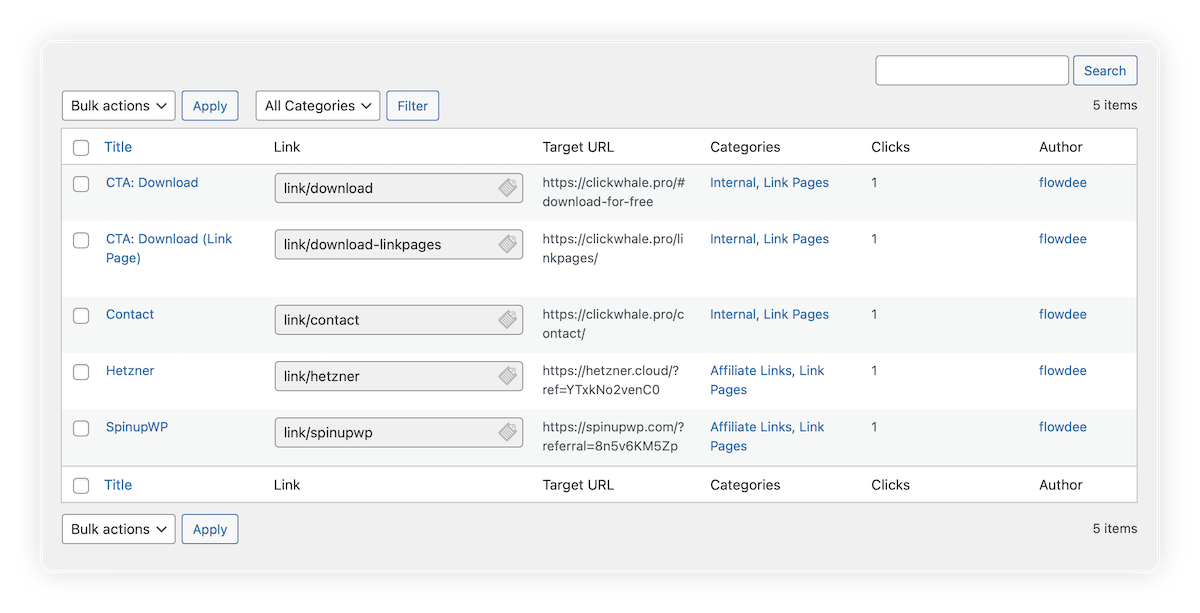 Search
Bulk actions Apply All Categories Filter 5 items
Title Link Target URL Categories Clicks Author
CTA: Download link/download https://clickwhale.pro/# Internal, Link Pages 1 flowdee
download-for-free
CTA: Download (Link link/download-linkpages https://clickwhale.pro/li Internal, Link Pages 1 flowdee
Page) nkpages/
Contact link/contact https://clickwhale.pro/c Internal, Link Pages 1 flowdee
ontact/
Hetzner link/hetzner https://hetzner.cloud/? Affiliate Links, Link 1 flowdee
ref=YTxkNo2venC0 Pages
SpinupWP link/spinupwp https://spinupwp.com/? Affiliate Links, Link 1 flowdee
referral=8n5v6KM5Zp Pages
Title Link Target URL Categories Clicks Author
Bulk actions Apply 5 items